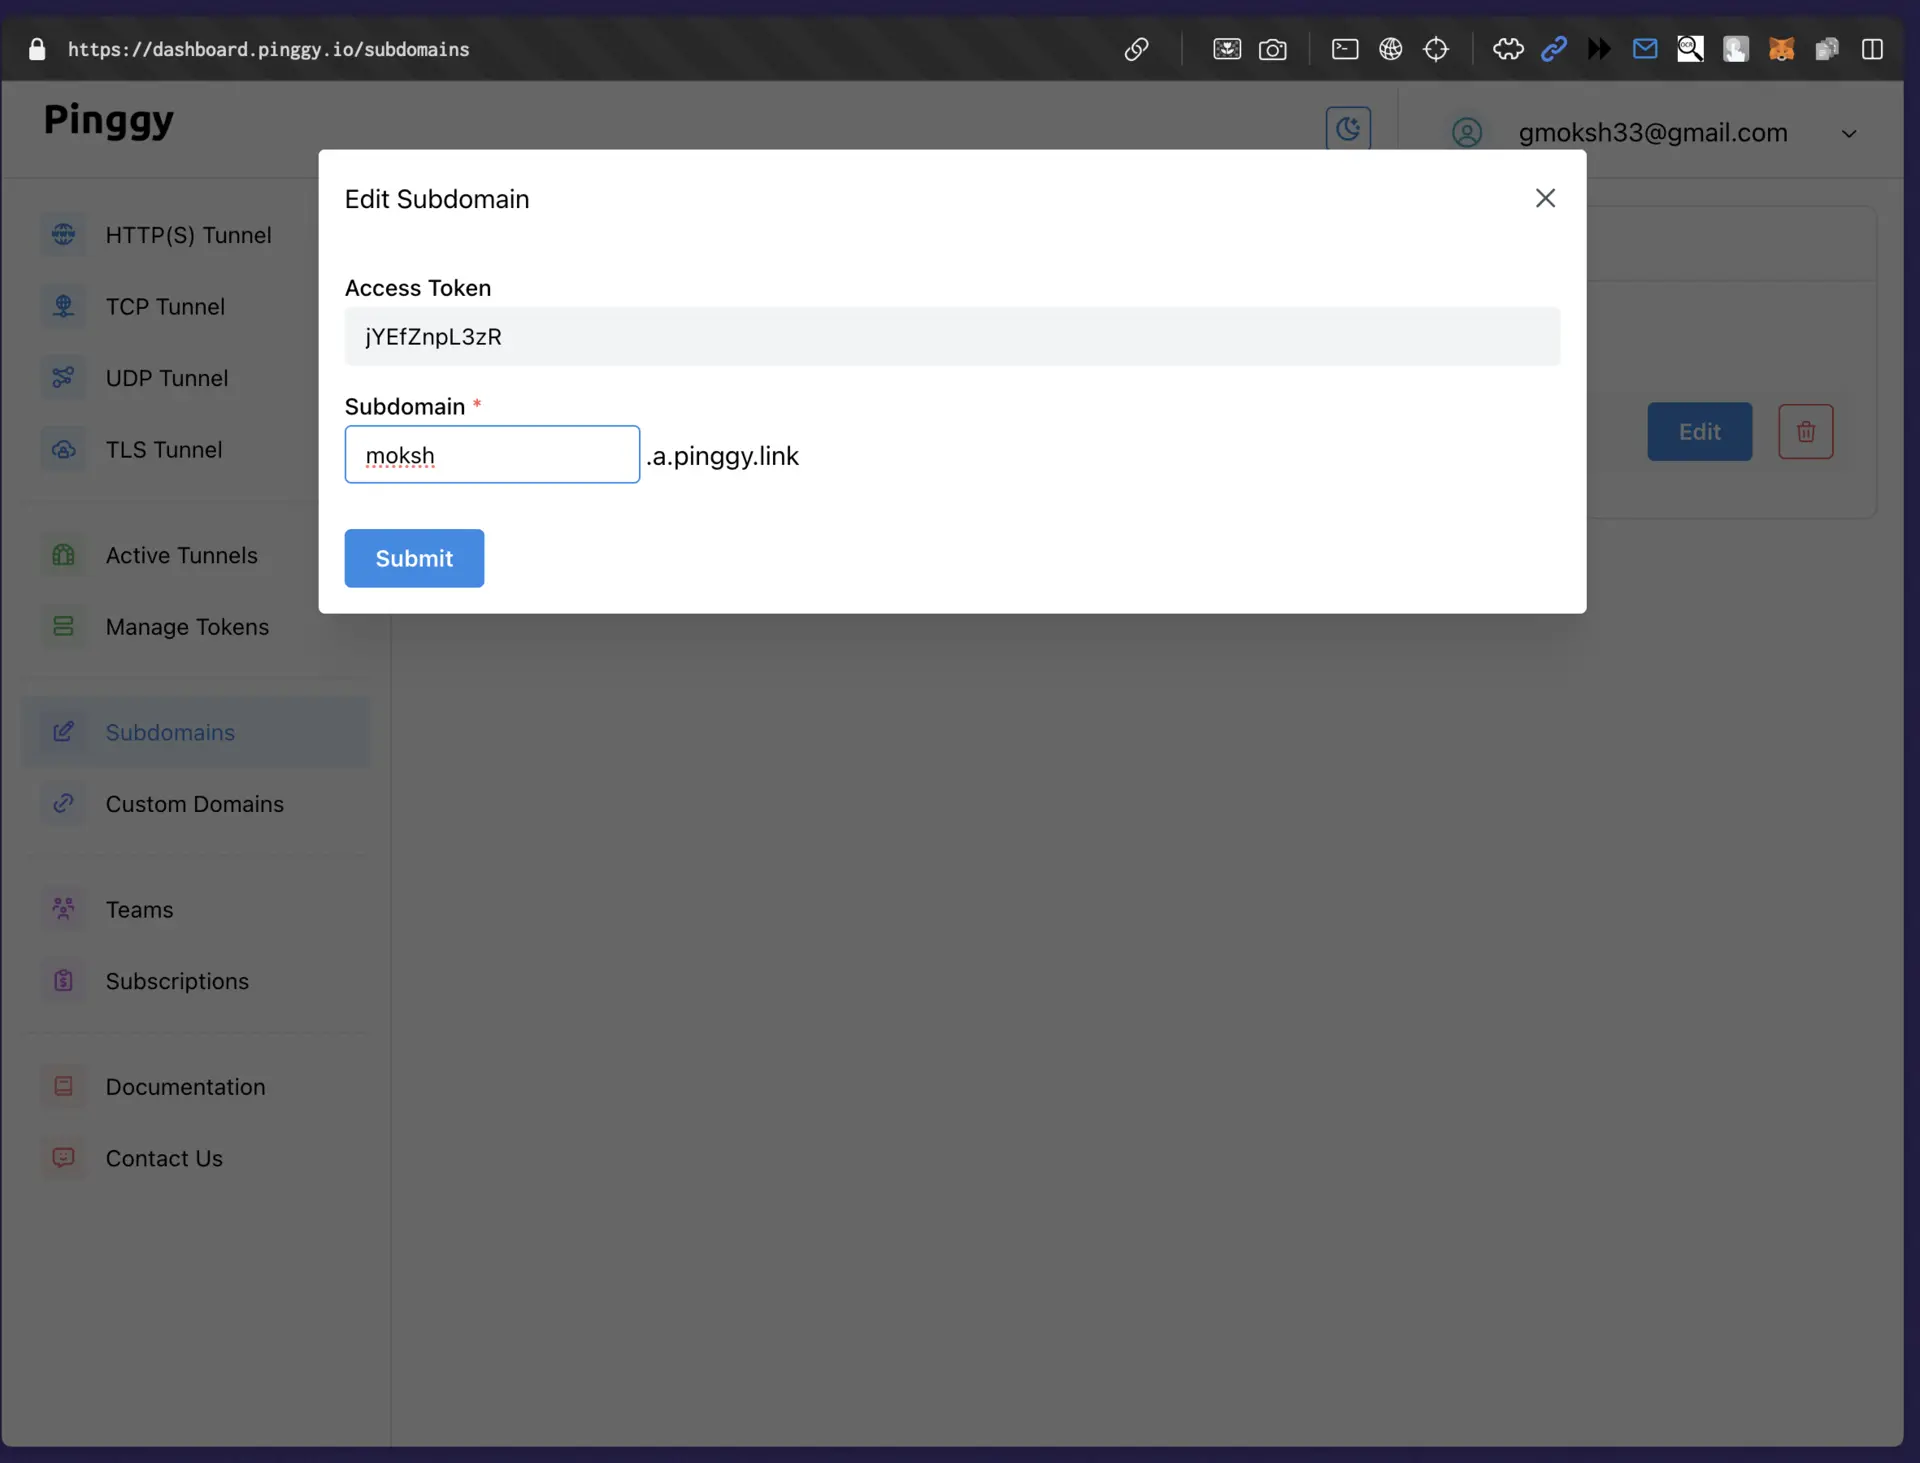 https://dashboard.pinggy.io/subdomains
Pinggy
gmoksh33@gmail.com
HTTP(S) Tunnel
TCP Tunnel
UDP Tunnel
TLS Tunnel
Active Tunnels
Manage Tokens
Subdomains
Custom Domains
Teams
Subscriptions
Documentation
Contact Us
Edit Subdomain
Access Token
jYEfZnpL3zR
Subdomain *
moksh .a.pinggy.link
Submit
Edit